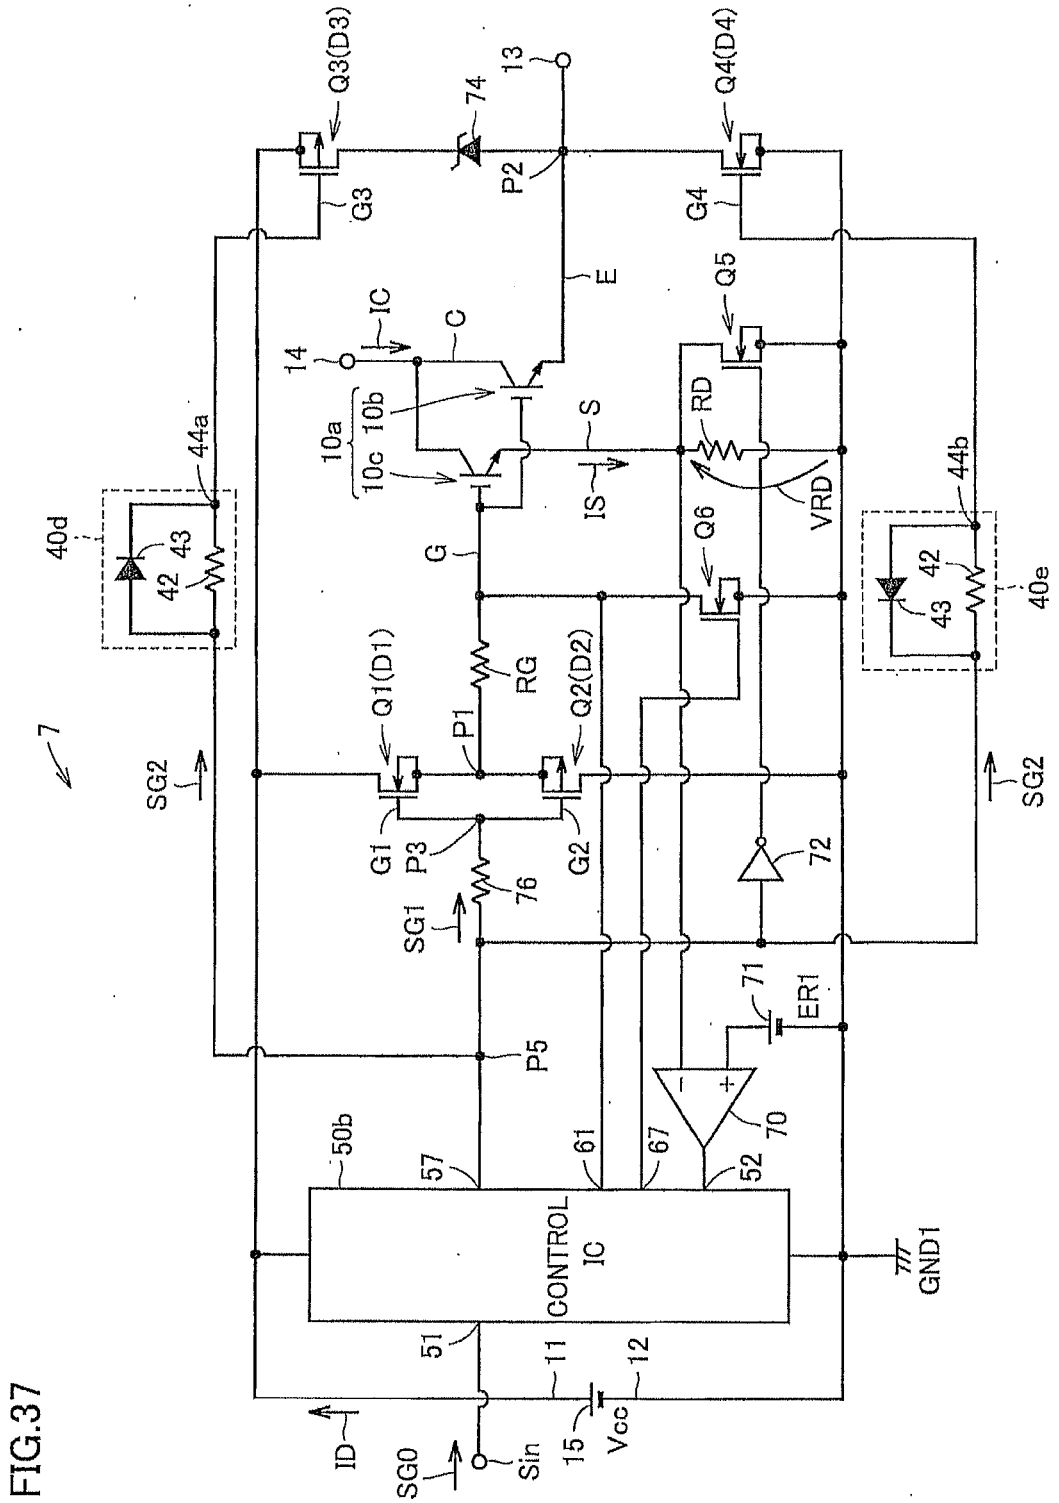 FIG.37
7
ID
SG0
Sin
15
Vcc
11
12
51
CONTROL
IC
50b
57
61
67
52
GND1
70
71
ER1
P5
SG1
76
SG2
P3
G1
G2
P1
Q1(D1)
Q2(D2)
RG
72
SG2
40d
43
42
44a
G
10a
10c
10b
14
IC
C
IS
S
E
Q6
VRD
RD
Q5
40e
43
42
44b
G3
Q3(D3)
74
13
P2
G4
Q4(D4)